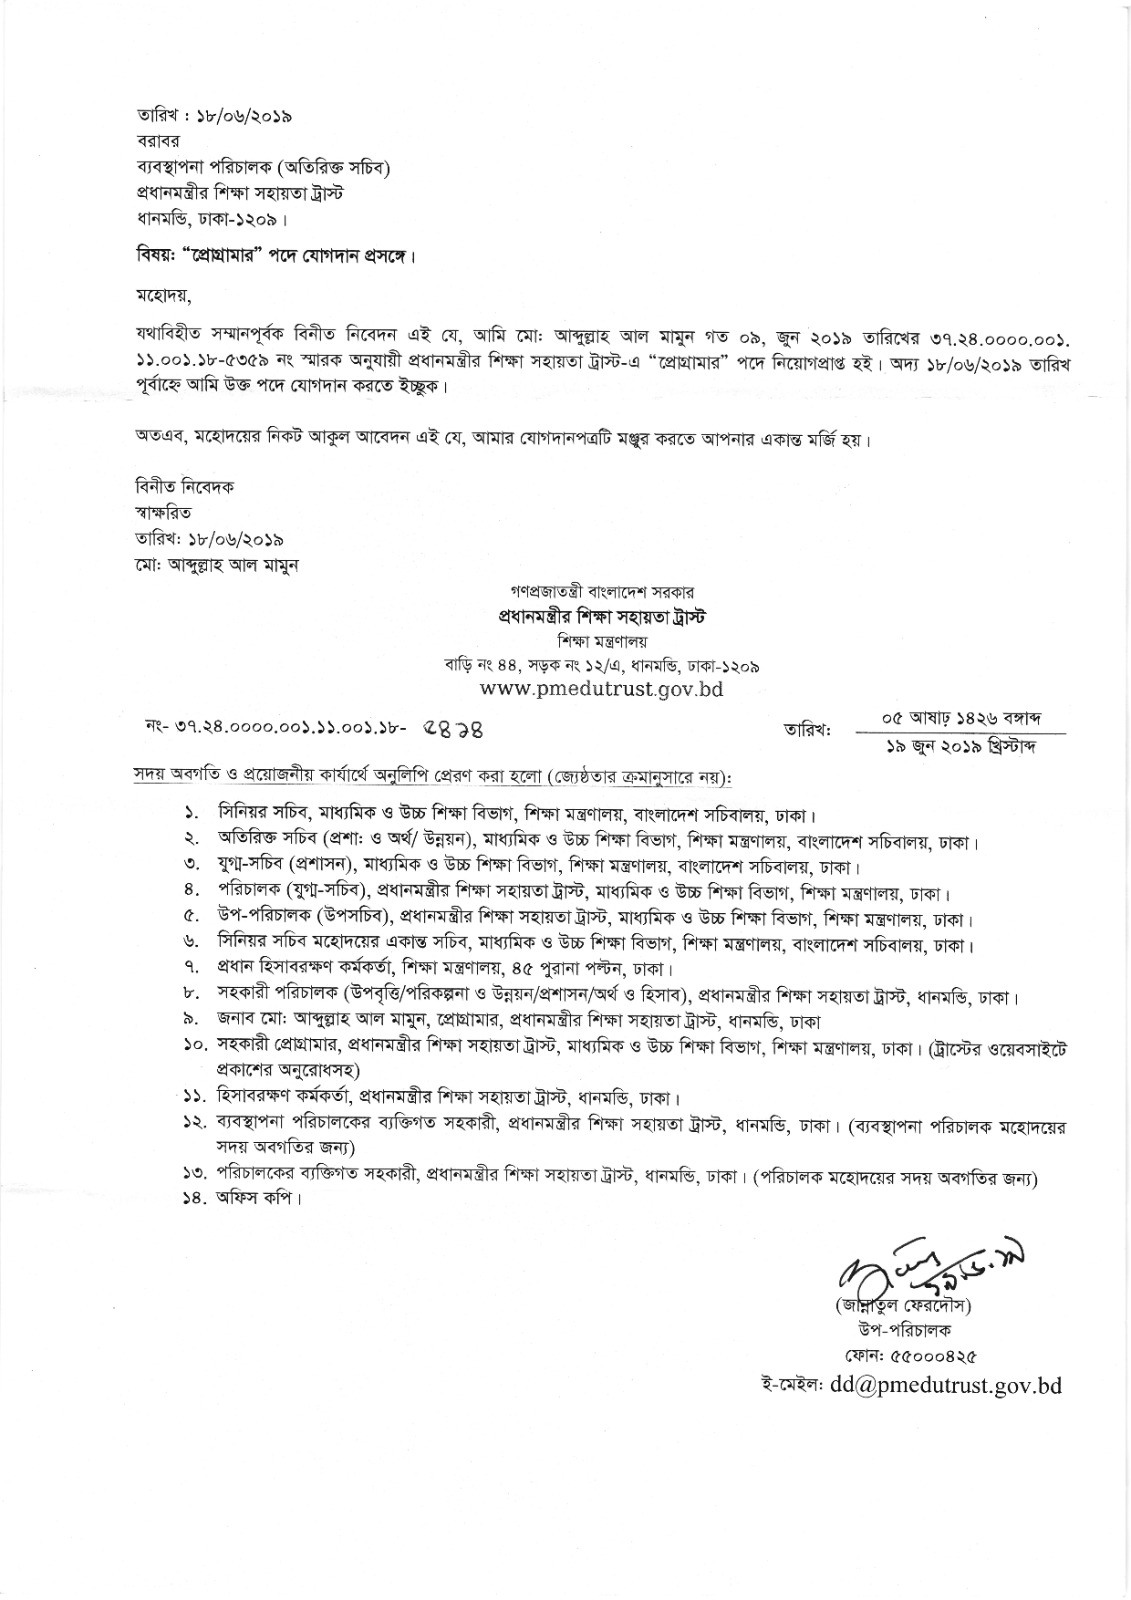 তারিখ : ১৮/০৬/২০১৯
বরাবর
ব্যবস্থাপনা পরিচালক (অতিরিক্ত সচিব)
প্রধানমন্ত্রীর শিক্ষা সহায়তা ট্রাস্ট
ধানমন্ডি, ঢাকা-১২০৯।
বিষয়: “প্রোগ্রামার” পদে যোগদান প্রসঙ্গে।
মহোদয়,
যথাবিহীত সম্মানপূর্বক বিনীত নিবেদন এই যে, আমি মো: আব্দুল্লাহ আল মামুন গত ০৯, জুন ২০১৯ তারিখের ৩৭.২৪.০০০০.০০১.
১১.০০১.১৮-৫৩৫৯ নং স্মারক অনুযায়ী প্রধানমন্ত্রীর শিক্ষা সহায়তা ট্রাস্ট-এ “প্রোগ্রামার” পদে নিয়োগপ্রাপ্ত হই। অদ্য ১৮/০৬/২০১৯ তারিখ
পূর্বাহ্নে আমি উক্ত পদে যোগদান করতে ইচ্ছুক।
অতএব, মহোদয়ের নিকট আকুল আবেদন এই যে, আমার যোগদানপত্রটি মঞ্জুর করতে আপনার একান্ত মর্জি হয়।
বিনীত নিবেদক
স্বাক্ষরিত
তারিখ: ১৮/০৬/২০১৯
মো: আব্দুল্লাহ আল মামুন
গণপ্রজাতন্ত্রী বাংলাদেশ সরকার
প্রধানমন্ত্রীর শিক্ষা সহায়তা ট্রাস্ট
শিক্ষা মন্ত্রণালয়
বাড়ি নং ৪৪, সড়ক নং ১২/এ, ধানমন্ডি, ঢাকা-১২০৯
www.pmedutrust.gov.bd
নং- ৩৭.২৪.০০০০.০০১.১১.০০১.১৮- ৫৪২৪
তারিখ: ০৫ আষাঢ় ১৪২৬ বঙ্গাব্দ
১৯ জুন ২০১৯ খ্রিস্টাব্দ
সদয় অবগতি ও প্রয়োজনীয় কার্যার্থে অনুলিপি প্রেরণ করা হলো (জ্যেষ্ঠতার ক্রমানুসারে নয়):
১. সিনিয়র সচিব, মাধ্যমিক ও উচ্চ শিক্ষা বিভাগ, শিক্ষা মন্ত্রণালয়, বাংলাদেশ সচিবালয়, ঢাকা।
২. অতিরিক্ত সচিব (প্রশা: ও অর্থ/ উন্নয়ন), মাধ্যমিক ও উচ্চ শিক্ষা বিভাগ, শিক্ষা মন্ত্রণালয়, বাংলাদেশ সচিবালয়, ঢাকা।
৩. যুগ্ম-সচিব (প্রশাসন), মাধ্যমিক ও উচ্চ শিক্ষা বিভাগ, শিক্ষা মন্ত্রণালয়, বাংলাদেশ সচিবালয়, ঢাকা।
৪. পরিচালক (যুগ্ম-সচিব), প্রধানমন্ত্রীর শিক্ষা সহায়তা ট্রাস্ট, মাধ্যমিক ও উচ্চ শিক্ষা বিভাগ, শিক্ষা মন্ত্রণালয়, ঢাকা।
৫. উপ-পরিচালক (উপসচিব), প্রধানমন্ত্রীর শিক্ষা সহায়তা ট্রাস্ট, মাধ্যমিক ও উচ্চ শিক্ষা বিভাগ, শিক্ষা মন্ত্রণালয়, ঢাকা।
৬. সিনিয়র সচিব মহোদয়ের একান্ত সচিব, মাধ্যমিক ও উচ্চ শিক্ষা বিভাগ, শিক্ষা মন্ত্রণালয়, বাংলাদেশ সচিবালয়, ঢাকা।
৭. প্রধান হিসাবরক্ষণ কর্মকর্তা, শিক্ষা মন্ত্রণালয়, ৪৫ পুরানা পল্টন, ঢাকা।
৮. সহকারী পরিচালক (উপবৃত্তি/পরিকল্পনা ও উন্নয়ন/প্রশাসন/অর্থ ও হিসাব), প্রধানমন্ত্রীর শিক্ষা সহায়তা ট্রাস্ট, ধানমন্ডি, ঢাকা।
৯. জনাব মো: আব্দুল্লাহ আল মামুন, প্রোগ্রামার, প্রধানমন্ত্রীর শিক্ষা সহায়তা ট্রাস্ট, ধানমন্ডি, ঢাকা
১০. সহকারী প্রোগ্রামার, প্রধানমন্ত্রীর শিক্ষা সহায়তা ট্রাস্ট, মাধ্যমিক ও উচ্চ শিক্ষা বিভাগ, শিক্ষা মন্ত্রণালয়, ঢাকা। (ট্রাস্টের ওয়েবসাইটে
প্রকাশের অনুরোধসহ)
১১. হিসাবরক্ষণ কর্মকর্তা, প্রধানমন্ত্রীর শিক্ষা সহায়তা ট্রাস্ট, ধানমন্ডি, ঢাকা।
১২. ব্যবস্থাপনা পরিচালকের ব্যক্তিগত সহকারী, প্রধানমন্ত্রীর শিক্ষা সহায়তা ট্রাস্ট, ধানমন্ডি, ঢাকা। (ব্যবস্থাপনা পরিচালক মহোদয়ের
সদয় অবগতির জন্য)
১৩. পরিচালকের ব্যক্তিগত সহকারী, প্রধানমন্ত্রীর শিক্ষা সহায়তা ট্রাস্ট, ধানমন্ডি, ঢাকা। (পরিচালক মহোদয়ের সদয় অবগতির জন্য)
১৪. অফিস কপি।
(জান্নাতুল ফেরদৌস)
উপ-পরিচালক
ফোন: ৫৫০০০৪২৫
ই-মেইল: dd@pmedutrust.gov.bd